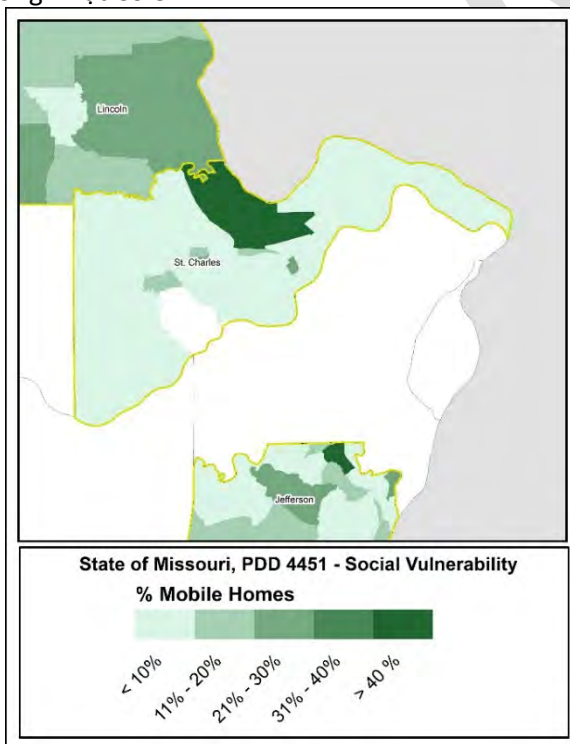 Lincoln
St. Charles
Jefferson
State of Missouri, PDD 4451 - Social Vulnerability
% Mobile Homes
< 10%
11% - 20%
21% - 30%
31% - 40%
> 40 %